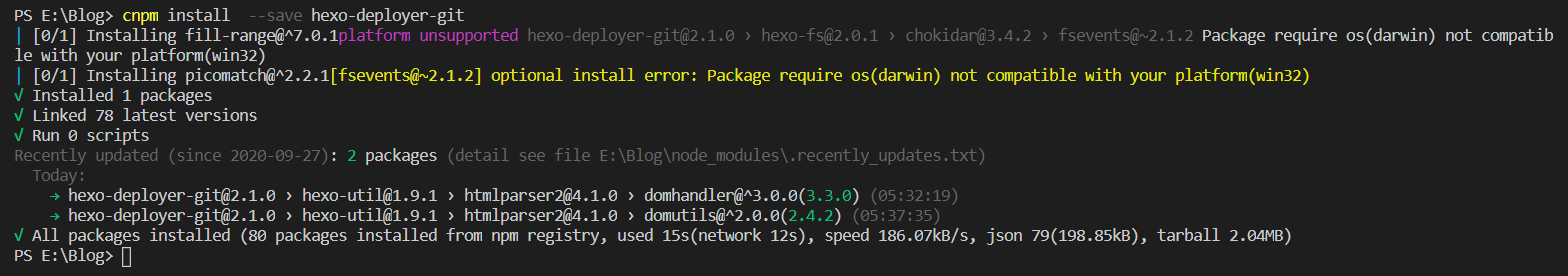 PS E:\Blog> cnpm install  --save hexo-deployer-git
| [0/1] Installing fill-range@^7.0.1platform unsupported hexo-deployer-git@2.1.0 › hexo-fs@2.0.1 › chokidar@3.4.2 › fsevents@~2.1.2 Package require os(darwin) not compatib
le with your platform(win32)
| [0/1] Installing picomatch@^2.2.1[fsevents@~2.1.2] optional install error: Package require os(darwin) not compatible with your platform(win32)
√ Installed 1 packages
√ Linked 78 latest versions
√ Run 0 scripts
Recently updated (since 2020-09-27): 2 packages (detail see file E:\Blog\node_modules\.recently_updates.txt)
  Today:
    → hexo-deployer-git@2.1.0 › hexo-util@1.9.1 › htmlparser2@4.1.0 › domhandler@^3.0.0(3.3.0) (05:32:19)
    → hexo-deployer-git@2.1.0 › hexo-util@1.9.1 › htmlparser2@4.1.0 › domutils@^2.0.0(2.4.2) (05:37:35)
√ All packages installed (80 packages installed from npm registry, used 15s(network 12s), speed 186.07kB/s, json 79(198.85kB), tarball 2.04MB)
PS E:\Blog>